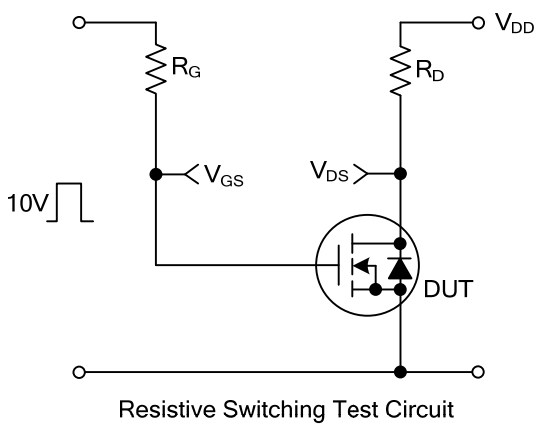 V_DD
R_G
R_D
V_GS
V_DS
10V
DUT
Resistive Switching Test Circuit